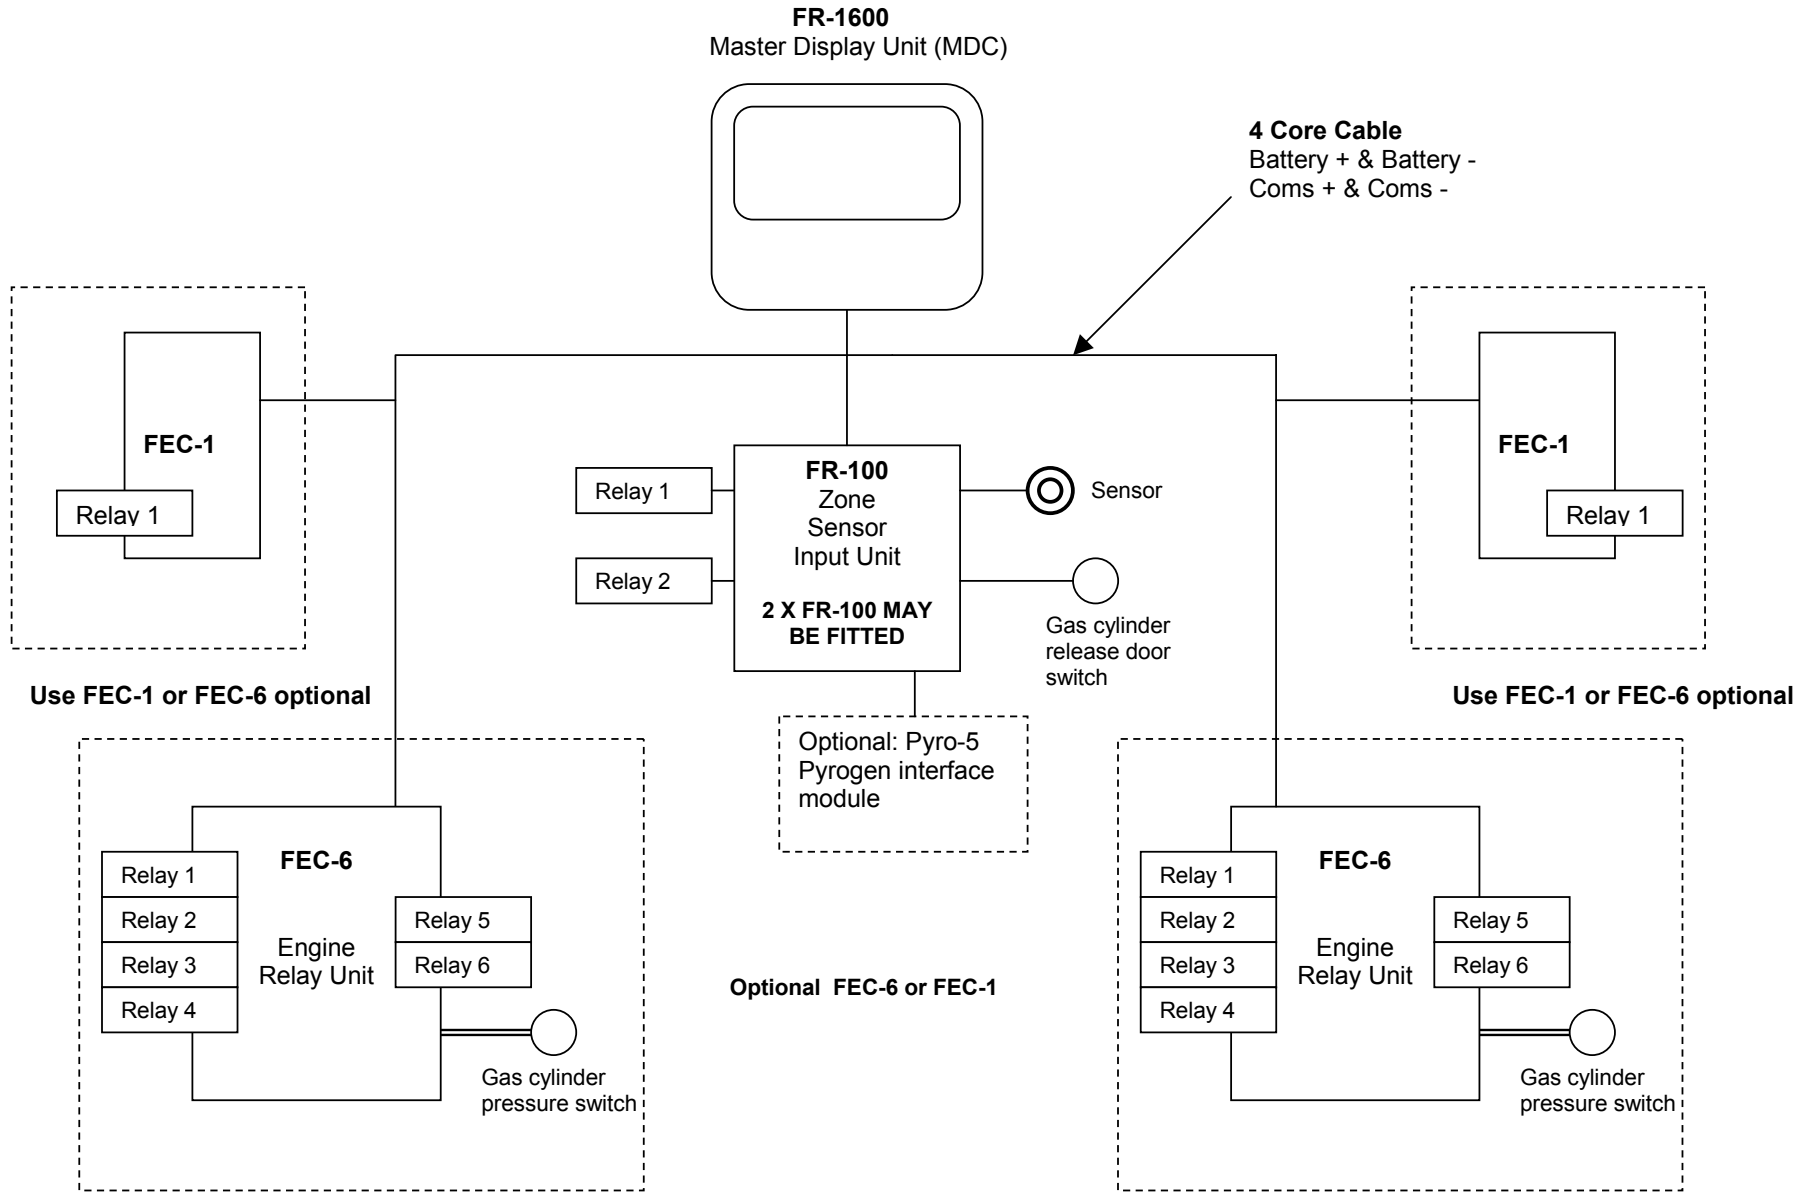 FR-1600
Master Display Unit (MDC)
4 Core Cable
Battery + & Battery -
Coms + & Coms -
FEC-1
Relay 1
Use FEC-1 or FEC-6 optional
Relay 1
Relay 2
FR-100
Zone
Sensor
Input Unit
2 X FR-100 MAY
BE FITTED
Sensor
Gas cylinder
release door
switch
FEC-1
Relay 1
Use FEC-1 or FEC-6 optional
Optional: Pyro-5
Pyrogen interface
module
FEC-6
Engine
Relay Unit
Relay 1
Relay 2
Relay 3
Relay 4
Relay 5
Relay 6
Gas cylinder
pressure switch
Optional FEC-6 or FEC-1
FEC-6
Engine
Relay Unit
Relay 1
Relay 2
Relay 3
Relay 4
Relay 5
Relay 6
Gas cylinder
pressure switch